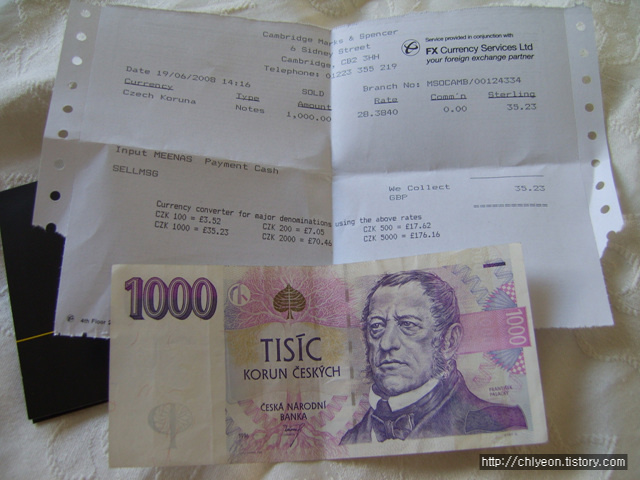 Cambridge Marks & Spencer
6 Sidney Street
Cambridge, CB2 3HH
Telephone: 01223 355 219
Service provided in conjunction with
FX Currency Services Ltd
your foreign exchange partner
Date 19/06/2008 14:16
SOLD
Branch No: MSOCAMB/00124334
Currency Type Amount Rate Comm'n Sterling
Czech Koruna Notes 1,000.00 28.3840 0.00 35.23
Input MEENAS Payment Cash
SELLMSG
We Collect 35.23
GBP
Currency converter for major denominations using the above rates
CZK 100 = £3.52 CZK 200 = £7.05 CZK 500 = £17.62
CZK 1000 = £35.23 CZK 2000 = £70.46 CZK 5000 = £176.16
4th Floor
1000
TISÍC
KORUN ČESKÝCH
ČESKÁ NÁRODNÍ
BANKA
1000
FRANTIŠEK
PALACKÝ
http://chlyeon.tistory.com